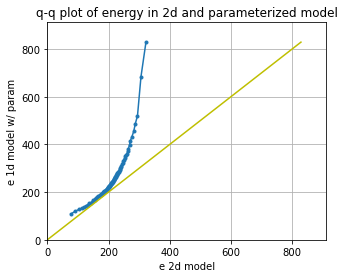 q-q plot of energy in 2d and parameterized model
e 1d model w/ param
800
600
400
200
0
0 200 400 600 800
e 2d model